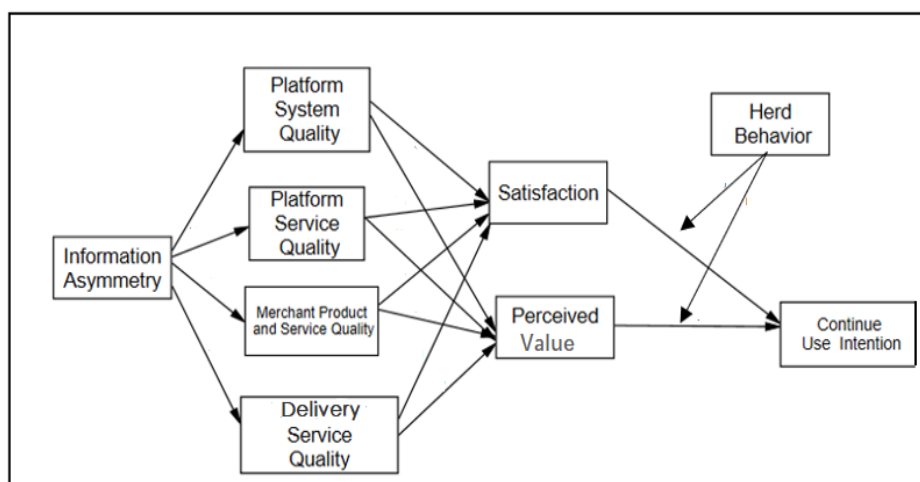 Platform
System
Quality
Herd
Behavior
Platform
Service
Quality
Satisfaction
Information
Asymmetry
Merchant Product
and Service Quality
Perceived
Value
Continue
Use Intention
Delivery
Service
Quality